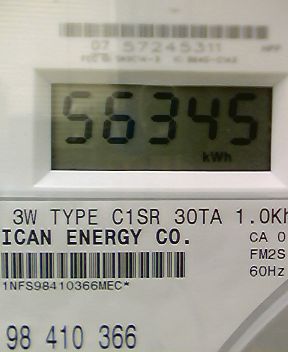 07 57245311
56345
kWh
3W TYPE C1SR 30TA 1.0Kh
ICAN ENERGY CO.
CA 0
FM2S
60Hz
1NFS98410366MEC*
98 410 366